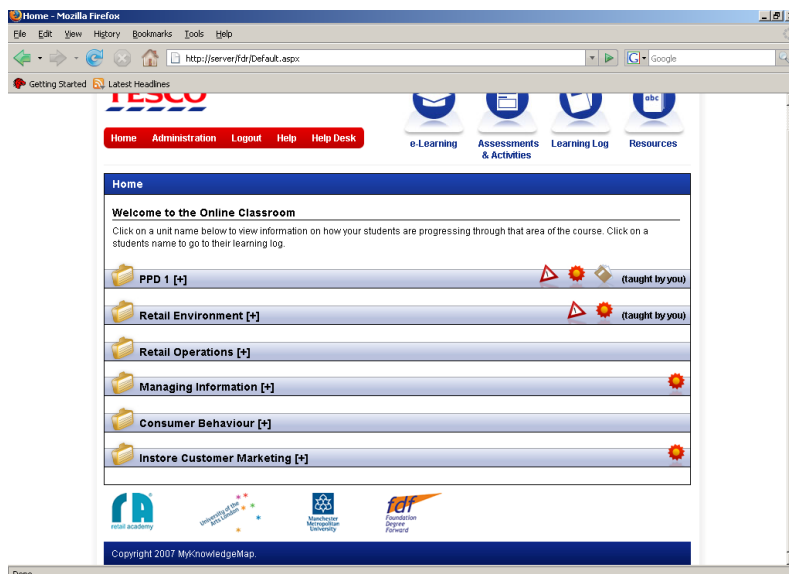 Home - Mozilla Firefox
File Edit View History Bookmarks Tools Help
http://server/fdr/Default.aspx
G Google
Getting Started Latest Headlines
TESCO
abc
Home Administration Logout Help Help Desk
e-Learning Assessments & Activities Learning Log Resources
Home
Welcome to the Online Classroom
Click on a unit name below to view information on how your students are progressing through that area of the course. Click on a
students name to go to their learning log.
PPD 1 [+] (taught by you)
Retail Environment [+] (taught by you)
Retail Operations [+]
Managing Information [+]
Consumer Behaviour [+]
Instore Customer Marketing [+]
ra
retail academy
University of the
Arts London
Manchester
Metropolitan
University
fdf
Foundation
Degree
Forward
Copyright 2007 MyKnowledgeMap.
Done